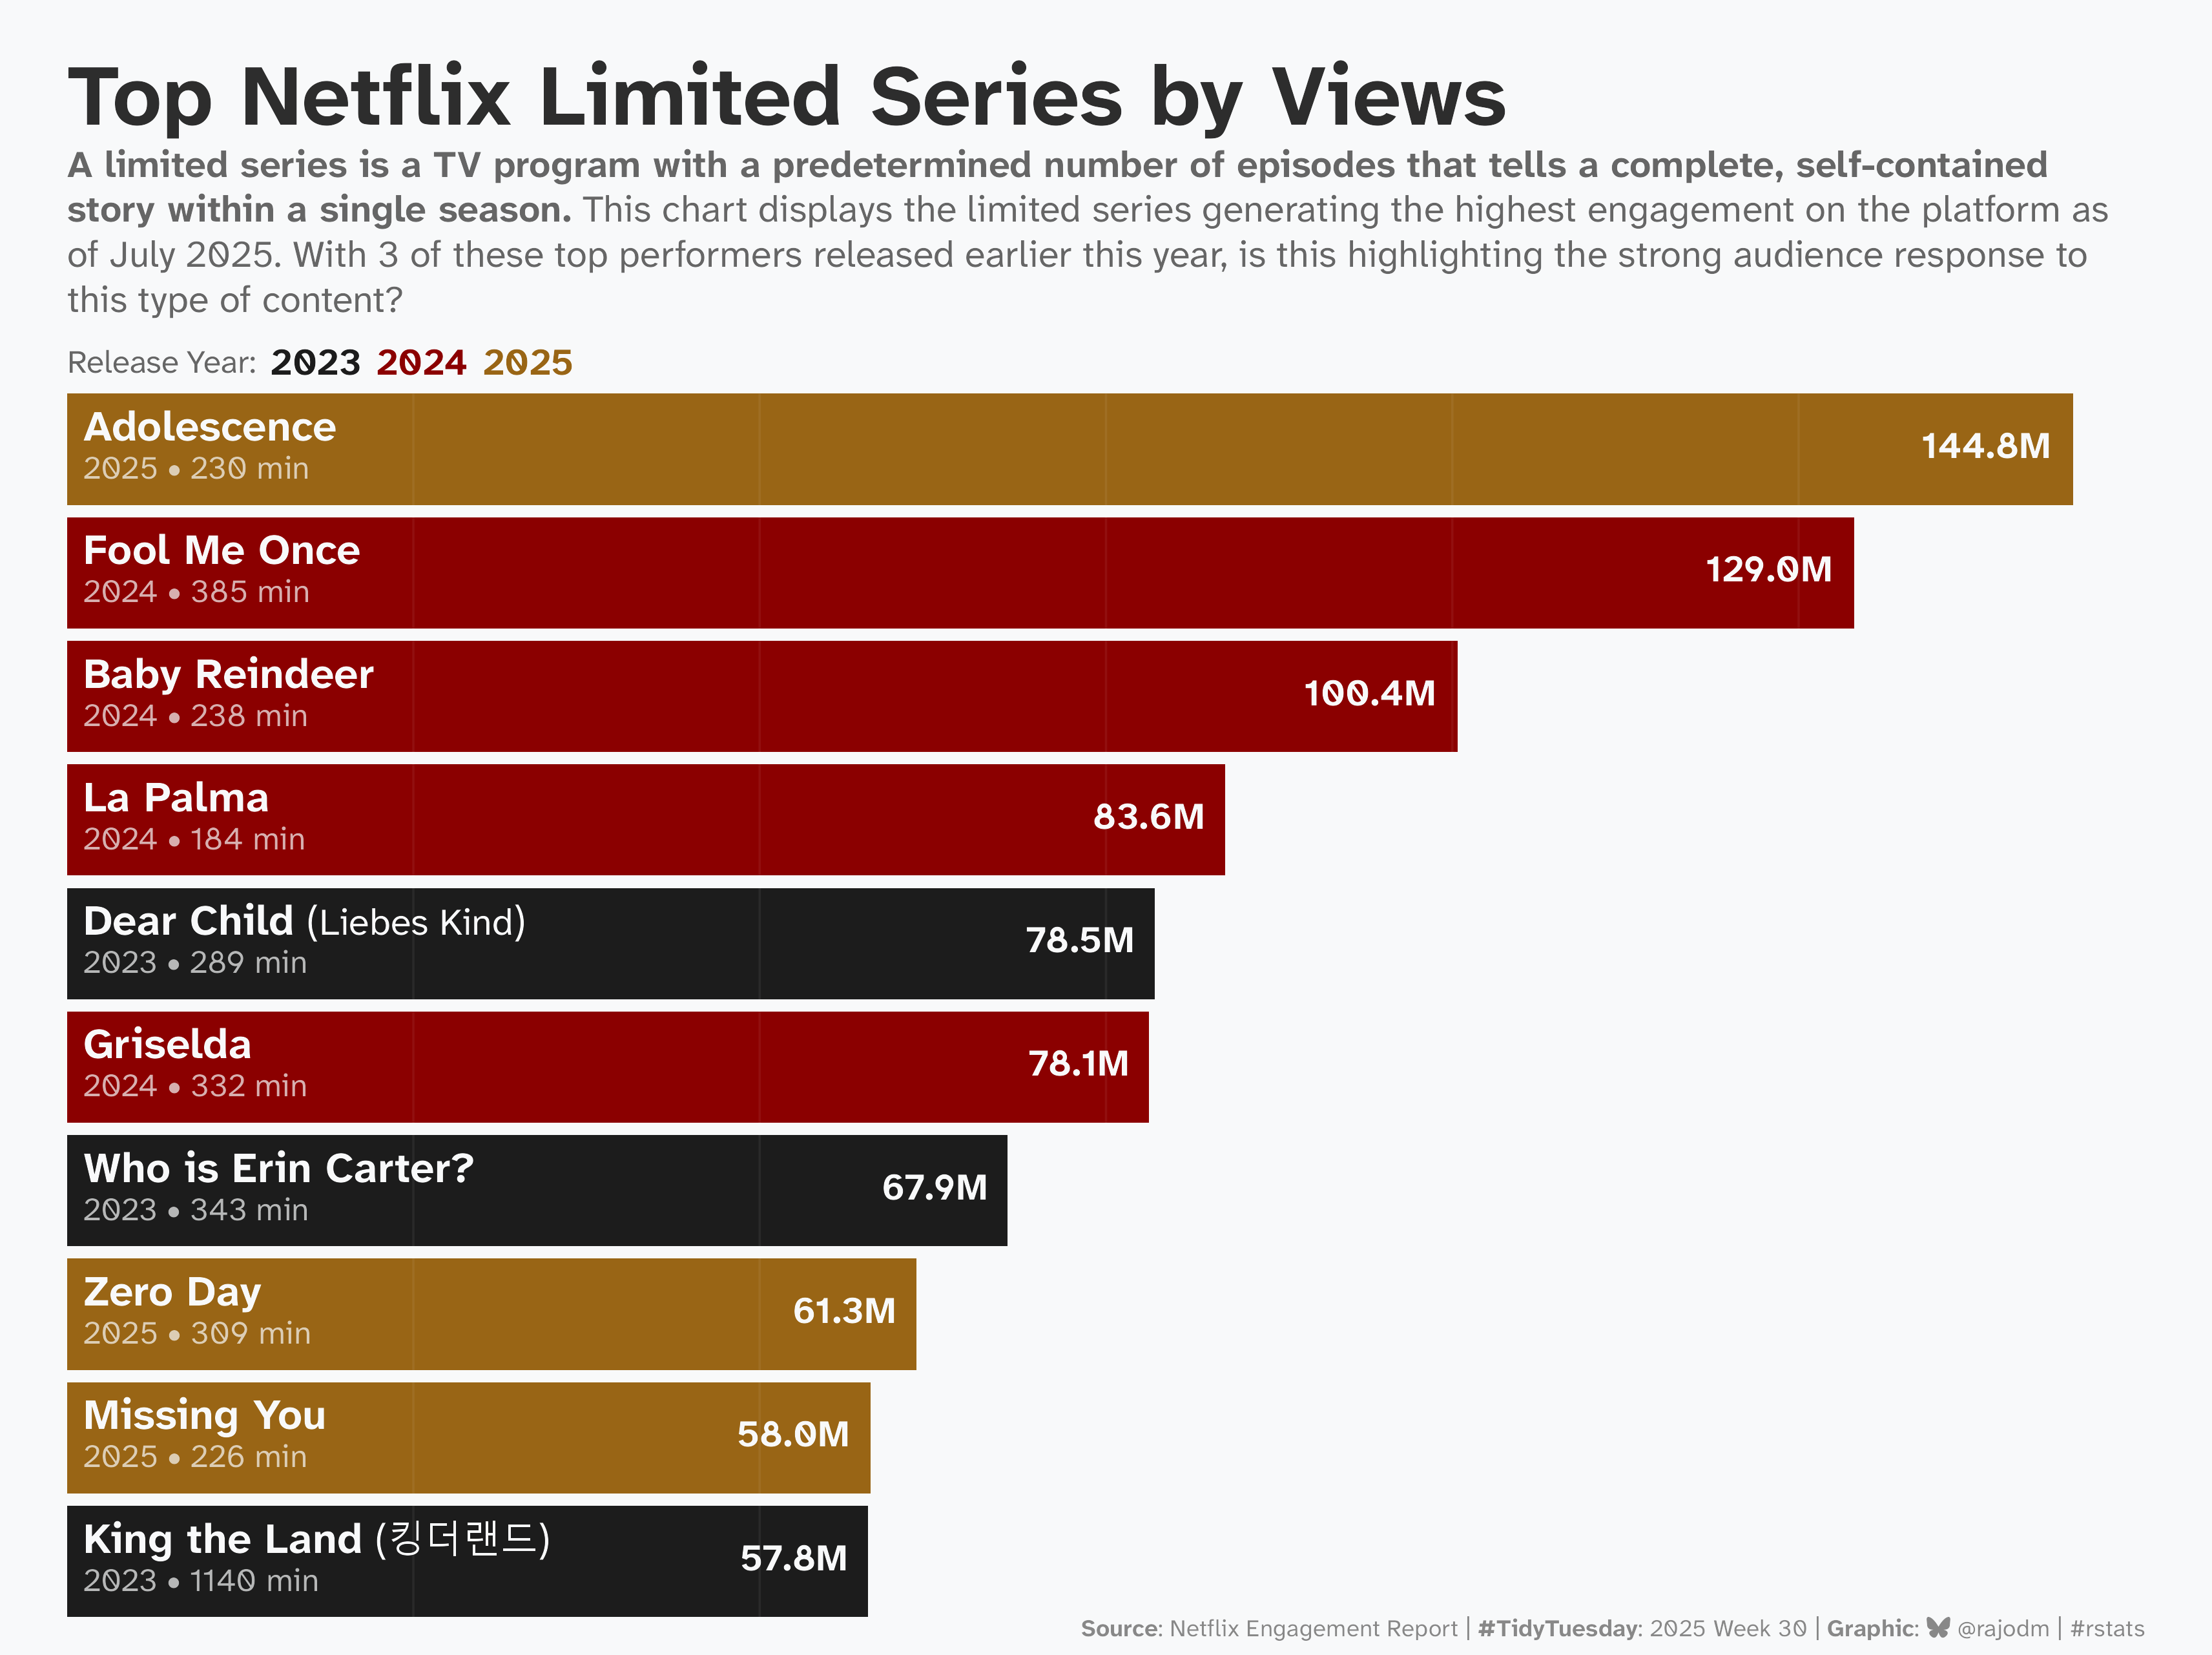 Top Netflix Limited Series by Views
A limited series is a TV program with a predetermined number of episodes that tells a complete, self-contained
story within a single season. This chart displays the limited series generating the highest engagement on the platform as
of July 2025. With 3 of these top performers released earlier this year, is this highlighting the strong audience response to
this type of content?
Release Year: 2023 2024 2025
Adolescence
2025 • 230 min
144.8M
Fool Me Once
2024 • 385 min
129.0M
Baby Reindeer
2024 • 238 min
100.4M
La Palma
2024 • 184 min
83.6M
Dear Child (Liebes Kind)
2023 • 289 min
78.5M
Griselda
2024 • 332 min
78.1M
Who is Erin Carter?
2023 • 343 min
67.9M
Zero Day
2025 • 309 min
61.3M
Missing You
2025 • 226 min
58.0M
King the Land (킹더랜드)
2023 • 1140 min
57.8M
Source: Netflix Engagement Report | #TidyTuesday: 2025 Week 30 | Graphic: @rajodm | #rstats